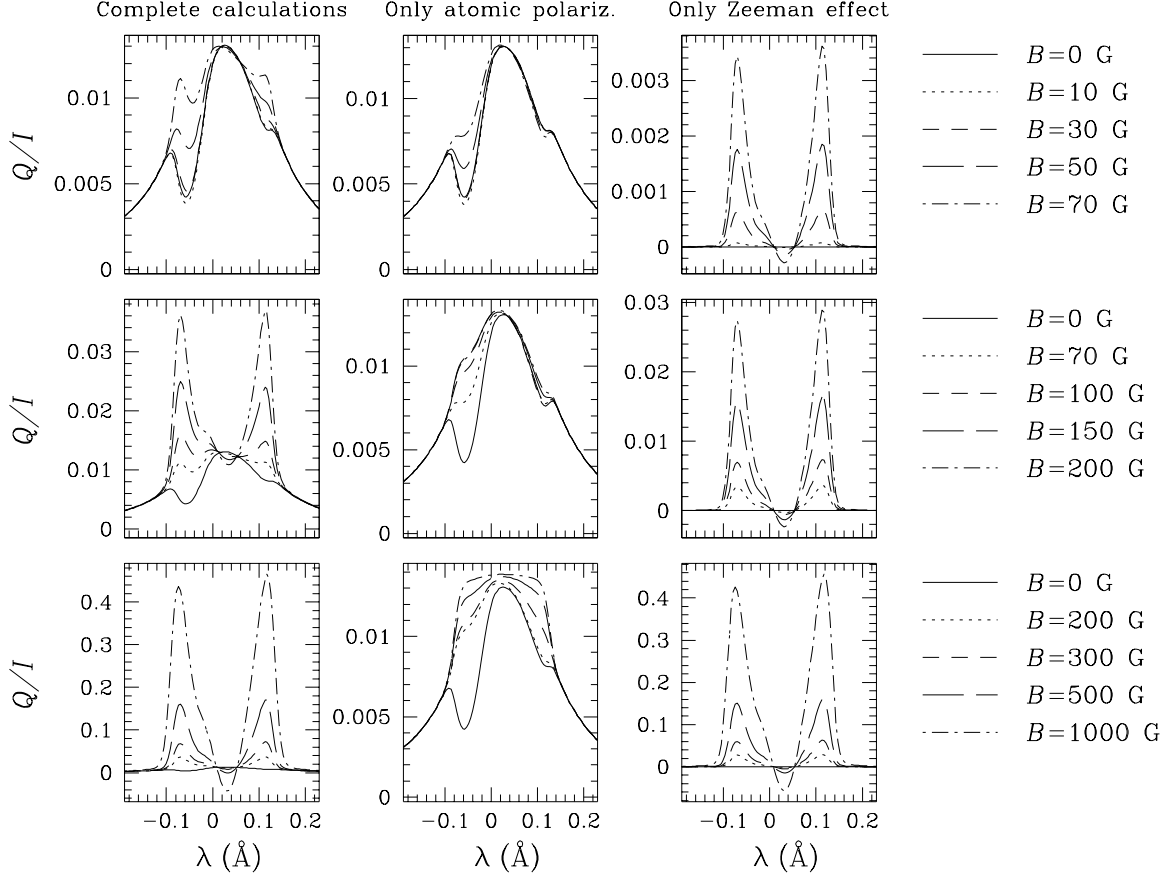 Complete calculations
Only atomic polariz.
Only Zeeman effect
Q/I
0.01
0.005
0
0.01
0.005
0
0.003
0.002
0.001
0
B=0 G
B=10 G
B=30 G
B=50 G
B=70 G
Q/I
0.03
0.02
0.01
0
0.01
0.005
0
0.03
0.02
0.01
0
B=0 G
B=70 G
B=100 G
B=150 G
B=200 G
Q/I
0.4
0.3
0.2
0.1
0
0.01
0.005
0
0.4
0.3
0.2
0.1
0
B=0 G
B=200 G
B=300 G
B=500 G
B=1000 G
−0.1 0 0.1 0.2
−0.1 0 0.1 0.2
−0.1 0 0.1 0.2
λ (Å)
λ (Å)
λ (Å)